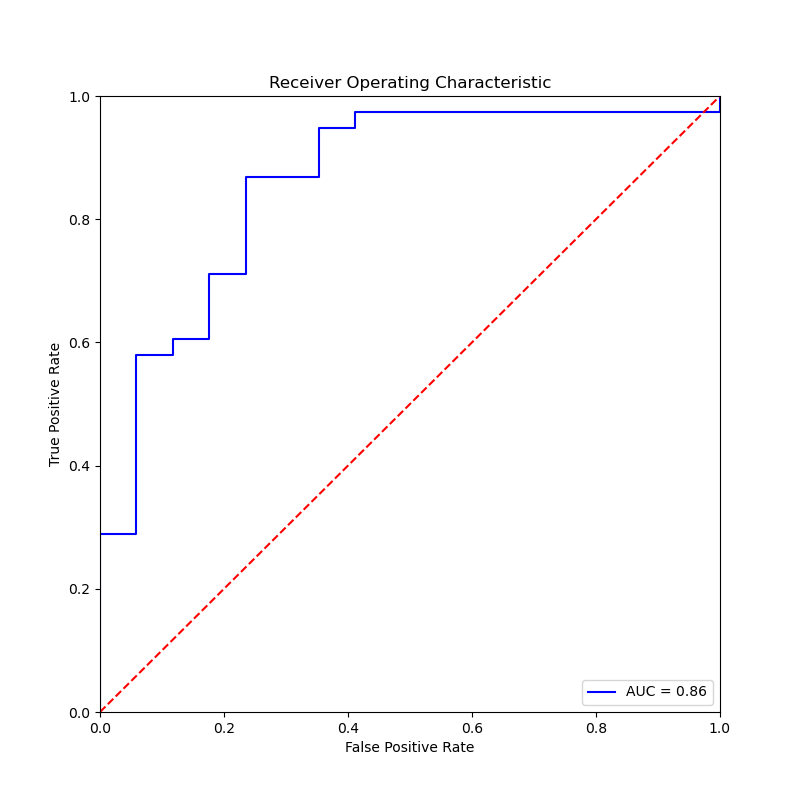 Receiver Operating Characteristic
1.0
0.8
0.6
0.4
0.2
0.0
True Positive Rate
AUC = 0.86
0.0 0.2 0.4 0.6 0.8 1.0
False Positive Rate